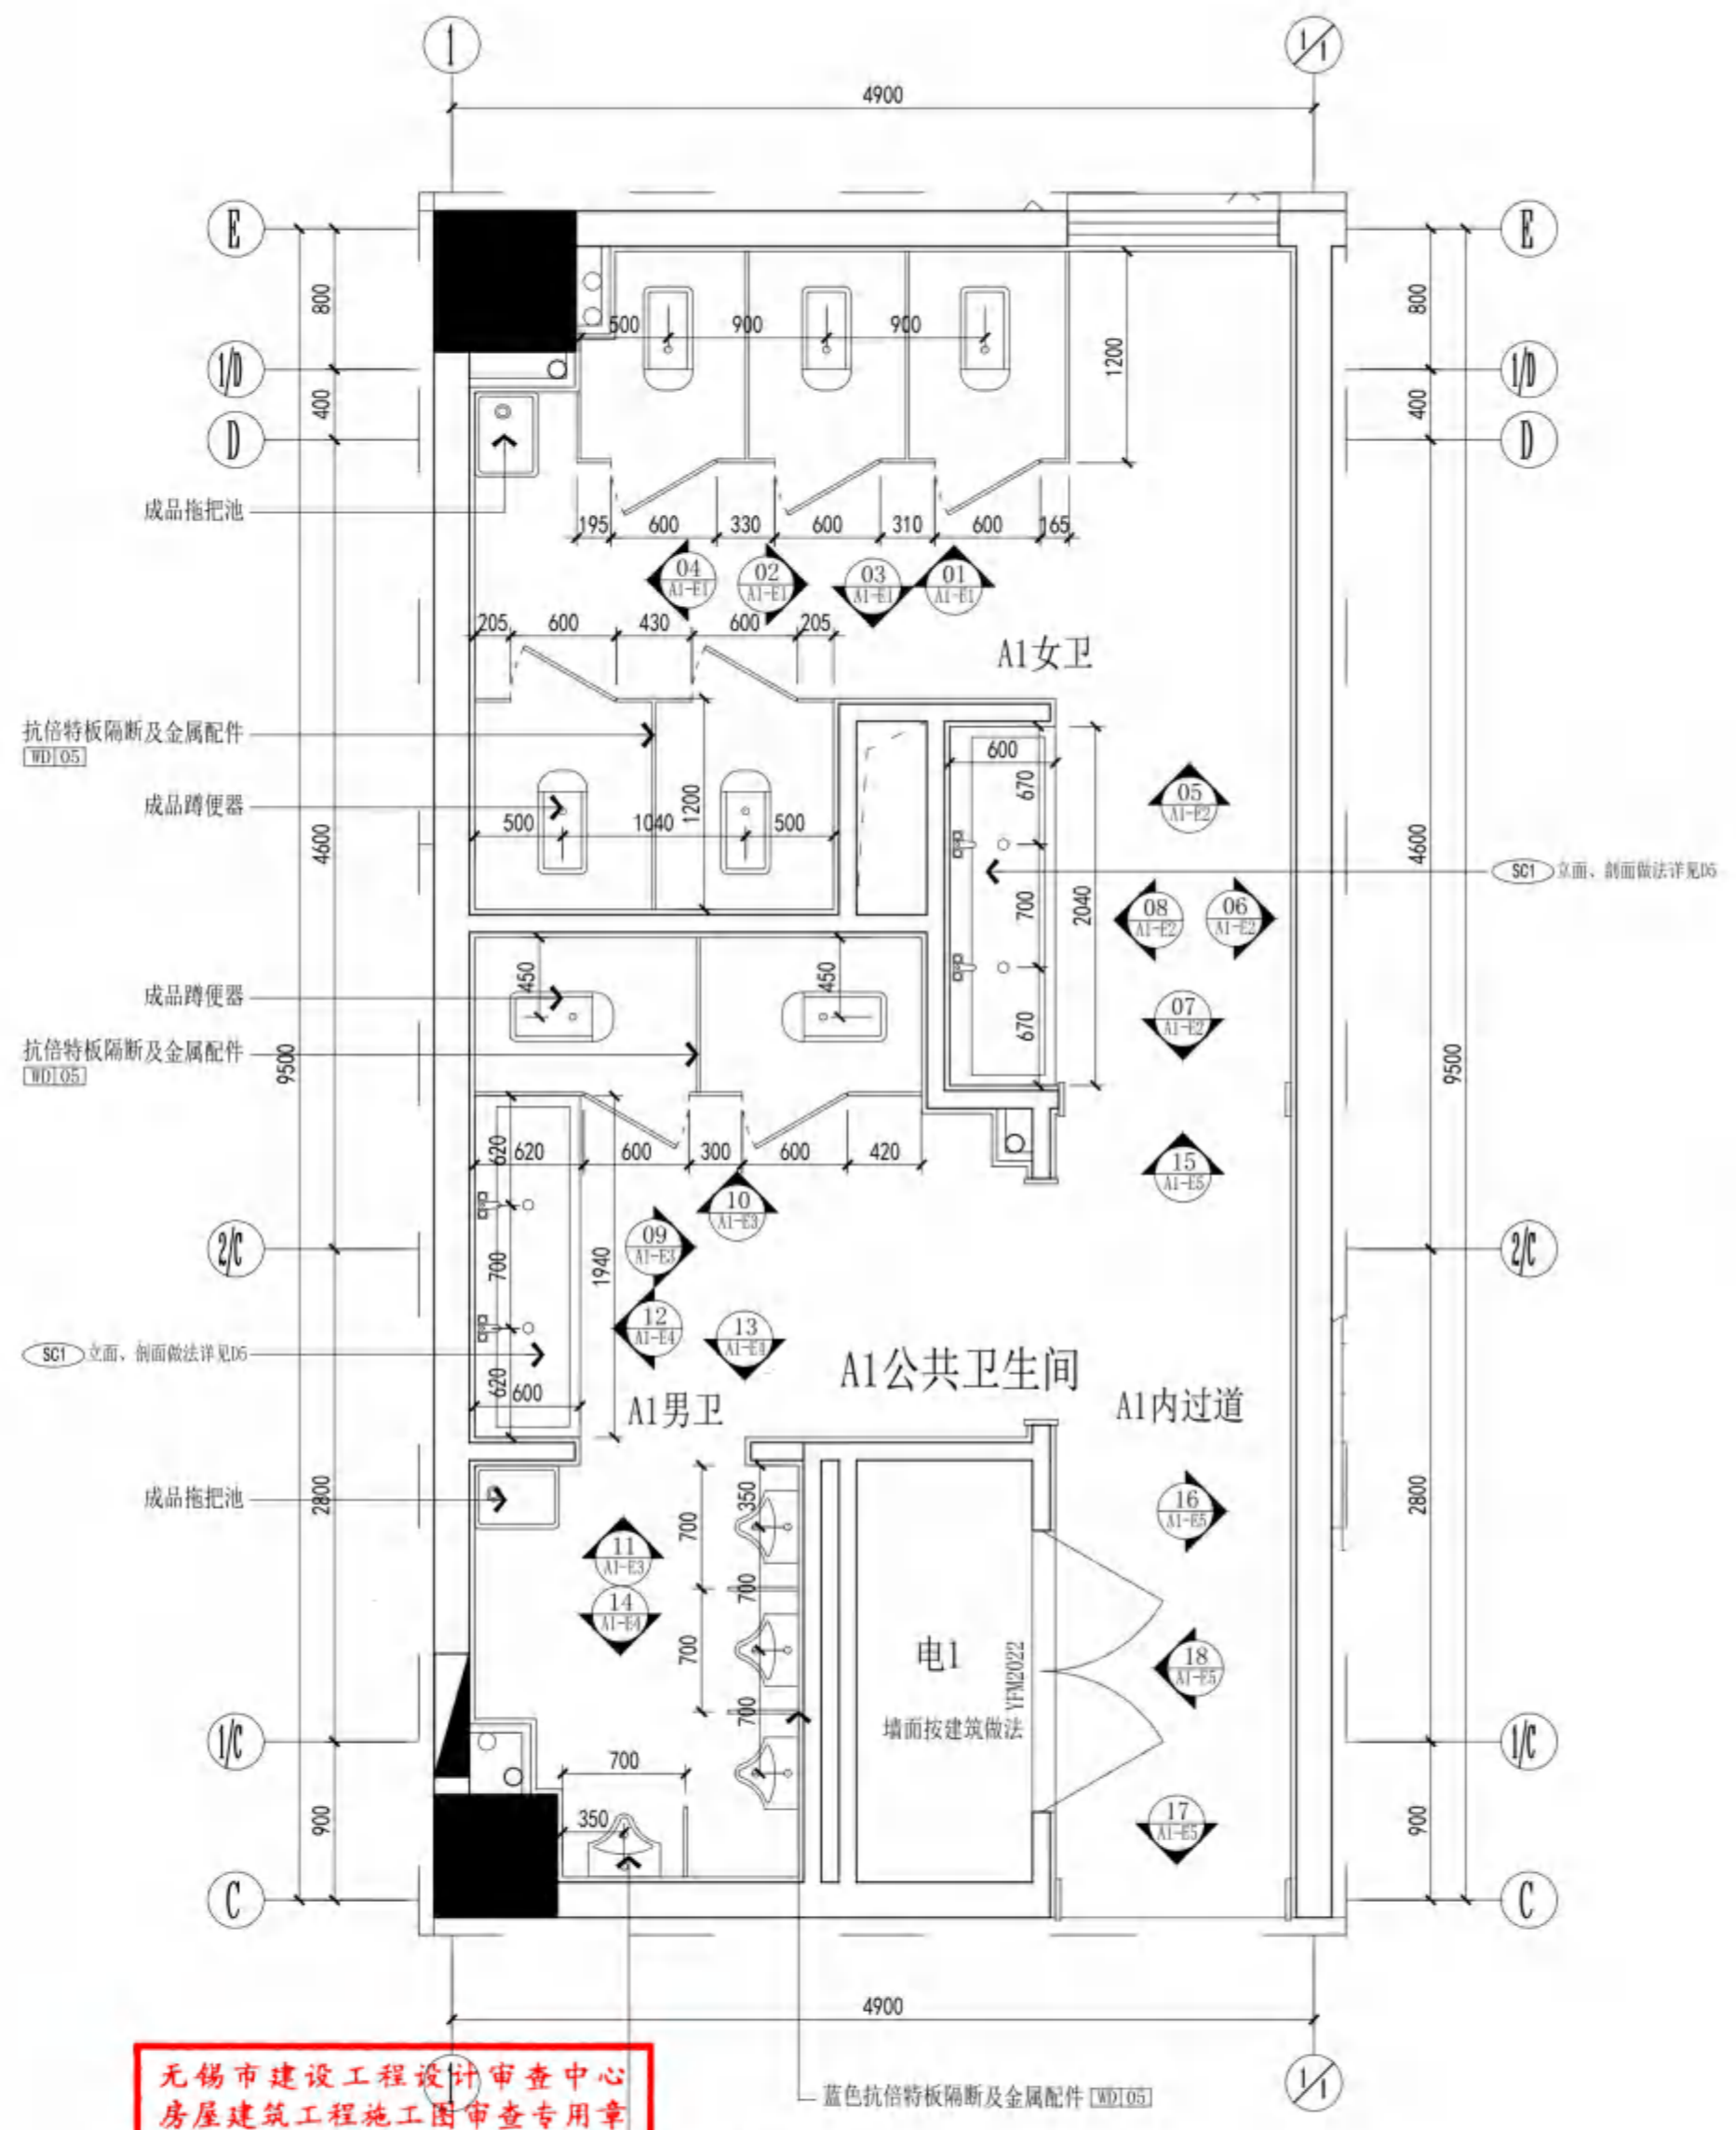 1
1/1
4900
E
E
800
800
500
900
900
1200
1/D
1/D
400
400
D
D
成品拖把池
195
600
330
600
310
600
165
04
A1-E1
02
A1-E1
03
A1-E1
01
A1-E1
205
600
430
600
205
A1女卫
抗倍特板隔断及金属配件
WD 05
600
670
05
A1-E2
成品蹲便器
500
1040
1200
500
4600
4600
SC1 立面、剖面做法详见D5
700
2040
08
A1-E2
06
A1-E2
450
450
成品蹲便器
670
07
A1-E2
抗倍特板隔断及金属配件
WD 05
9500
9500
620
620
600
300
600
420
15
A1-E5
10
A1-E3
09
A1-E3
2/C
2/C
700
1940
12
A1-E4
13
A1-E4
SC1 立面、剖面做法详见D5
620
600
A1公共卫生间
A1男卫
A1内过道
成品拖把池
2800
2800
350
700
16
A1-E5
11
A1-E3
14
A1-E4
700
700
电1
YFM2022
18
A1-E5
700
墙面按建筑做法
1/C
1/C
700
350
900
900
17
A1-E5
C
C
4900
1
1/1
无锡市建设工程设计审查中心
房屋建筑工程施工图审查专用章
蓝色抗倍特板隔断及金属配件 WD 05